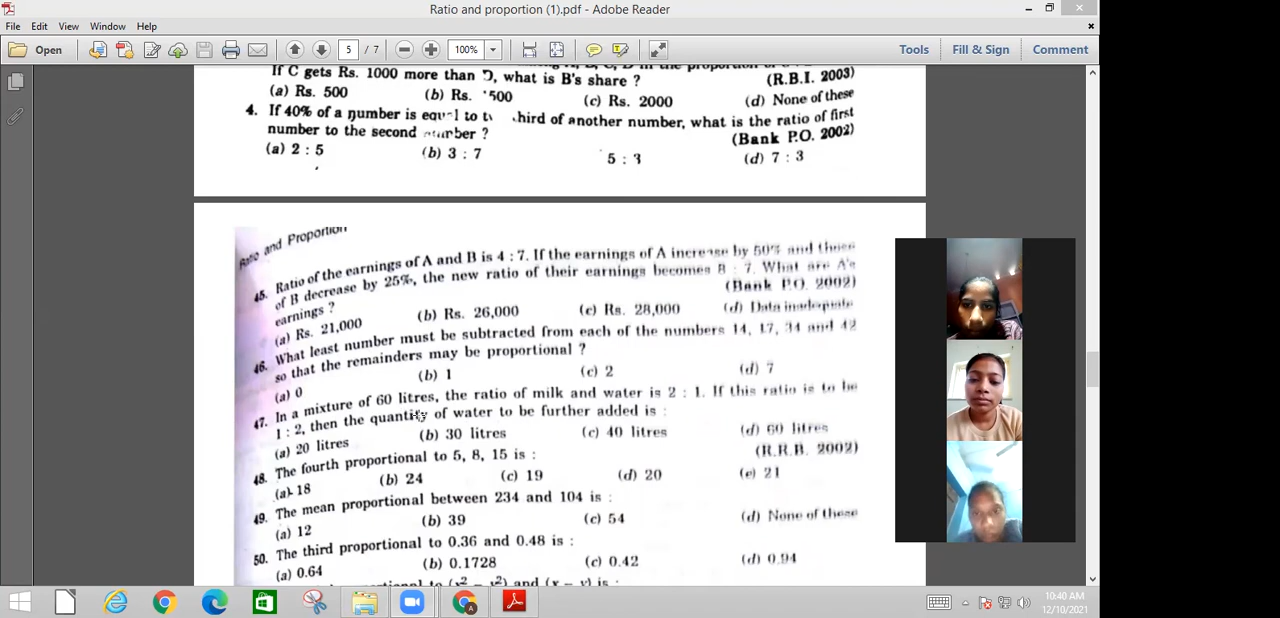 Ratio and proportion (1).pdf - Adobe Reader
File Edit View Window Help
Open 5 / 7 100% Tools Fill & Sign Comment
If C gets Rs. 1000 more than D, what is B's share ? (R.B.I. 2003)
(a) Rs. 500 (b) Rs. 500 (c) Rs. 2000 (d) None of these
4. If 40% of a number is equal to hird of another number, what is the ratio of first
number to the second number ? (Bank P.O. 2002)
(a) 2 : 5 (b) 3 : 7 5 : 3 (d) 7 : 3
Ratio and Proportion
45. Ratio of the earnings of A and B is 4 : 7. If the earnings of A increase by 50% and those
of B decrease by 25%, the new ratio of their earnings becomes 8 : 7. What are A's
earnings ? (Bank P.O. 2002)
(a) Rs. 21,000 (b) Rs. 26,000 (c) Rs. 28,000 (d) Data inadequate
46. What least number must be subtracted from each of the numbers 14, 17, 34 and 42
so that the remainders may be proportional ?
(a) 0 (b) 1 (c) 2 (d) 7
47. In a mixture of 60 litres, the ratio of milk and water is 2 : 1. If this ratio is to be
1 : 2, then the quantity of water to be further added is :
(a) 20 litres (b) 30 litres (c) 40 litres (d) 60 litres
48. The fourth proportional to 5, 8, 15 is : (R.R.B. 2002)
(a) 18 (b) 24 (c) 19 (d) 20 (e) 21
49. The mean proportional between 234 and 104 is :
(a) 12 (b) 39 (c) 54 (d) None of these
50. The third proportional to 0.36 and 0.48 is :
(a) 0.64 (b) 0.1728 (c) 0.42 (d) 0.94
10:40 AM
12/10/2021